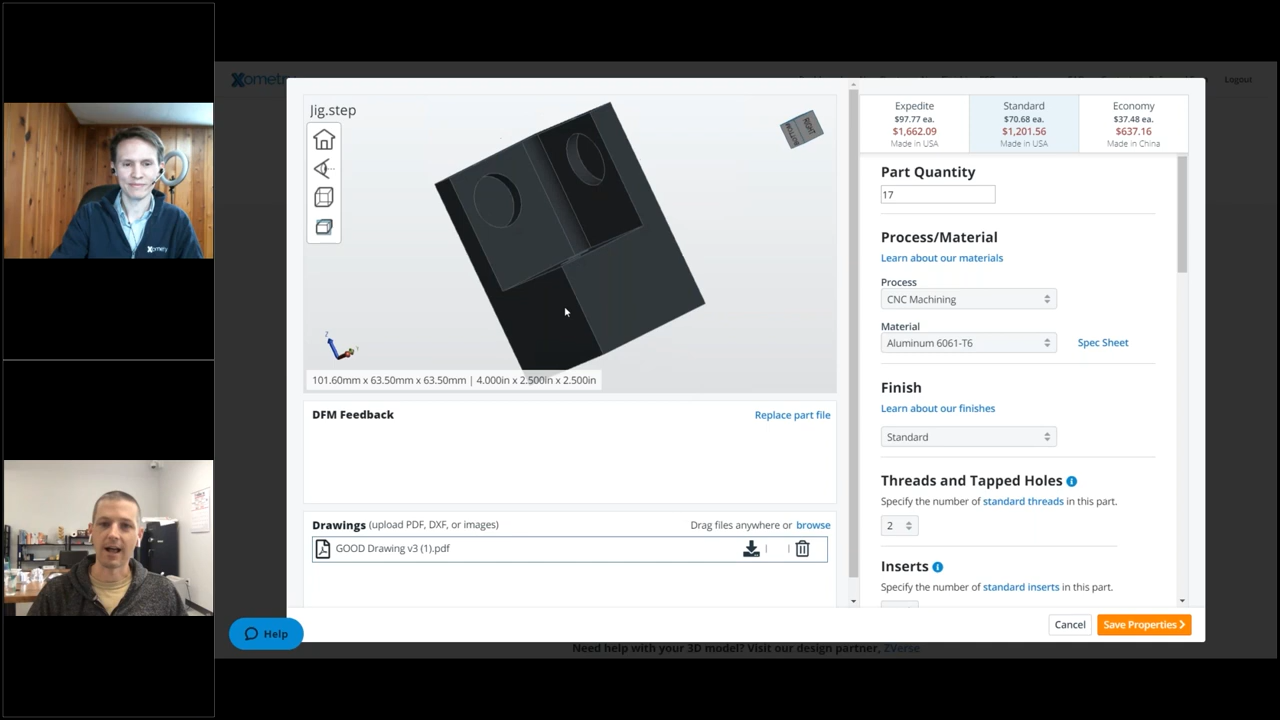 Xometry
Logout
Jig.step
RIGHT
BOTTOM
Z
101.60mm x 63.50mm x 63.50mm | 4.000in x 2.500in x 2.500in
DFM Feedback
Replace part file
Drawings (upload PDF, DXF, or images)
Drag files anywhere or browse
GOOD Drawing v3 (1).pdf
Expedite
$97.77 ea.
$1,662.09
Made in USA
Standard
$70.68 ea.
$1,201.56
Made in USA
Economy
$37.48 ea.
$637.16
Made in China
Part Quantity
17
Process/Material
Learn about our materials
Process
CNC Machining
Material
Aluminum 6061-T6
Spec Sheet
Finish
Learn about our finishes
Standard
Threads and Tapped Holes
Specify the number of standard threads in this part.
2
Inserts
Specify the number of standard inserts in this part.
Cancel
Save Properties
Help
Need help with your 3D model? Visit our design partner, ZVerse